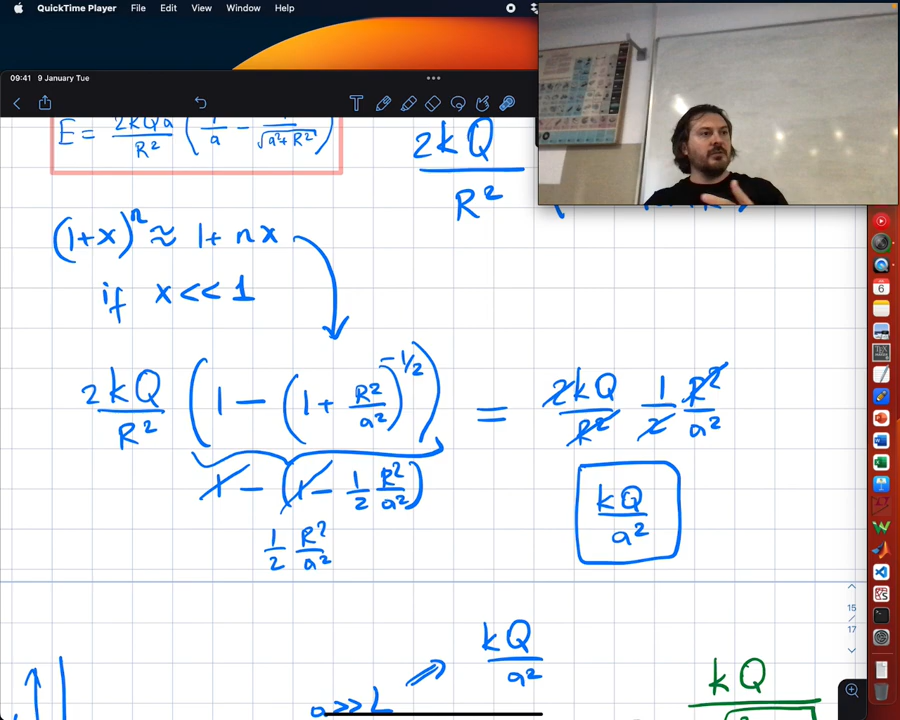 QuickTime Player File Edit View Window Help
09:41 9 January Tue
E = 2kQa/R² (1/a - 1/√(a²+R²))
2kQ/R²
(1+x)ⁿ ≈ 1+ nx
if x << 1
2kQ/R² (1 - (1 + R²/a²)^(-1/2)) = 2kQ/R² 1/2 R²/a²
1 - (1 - 1/2 R²/a²)
kQ/a²
1/2 R²/a²
15/17
kQ/a²
a>>L
kQ